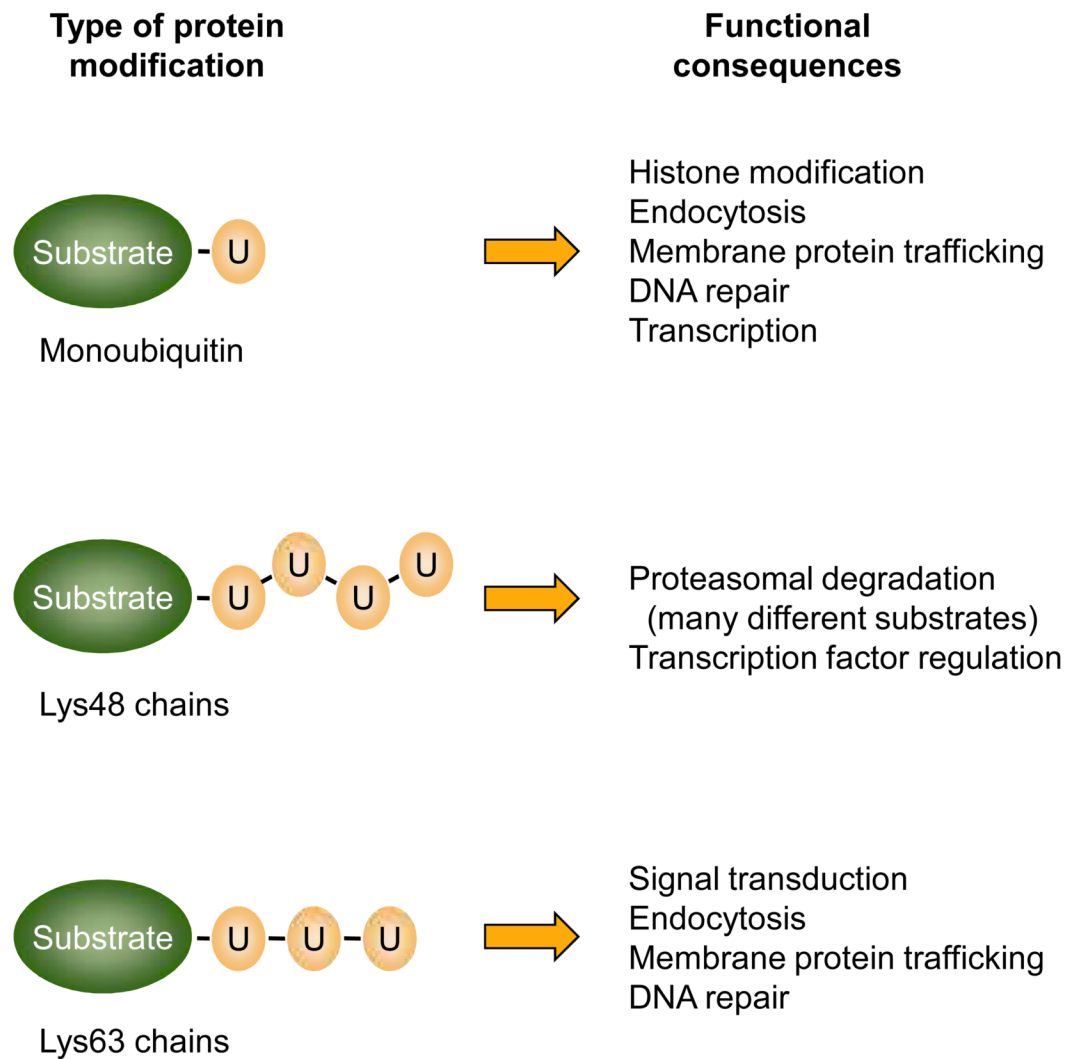 Type of protein
modification
Functional
consequences
Substrate
U
Monoubiquitin
Histone modification
Endocytosis
Membrane protein trafficking
DNA repair
Transcription
Substrate
U
U
U
U
Lys48 chains
Proteasomal degradation
(many different substrates)
Transcription factor regulation
Substrate
U
U
U
Lys63 chains
Signal transduction
Endocytosis
Membrane protein trafficking
DNA repair